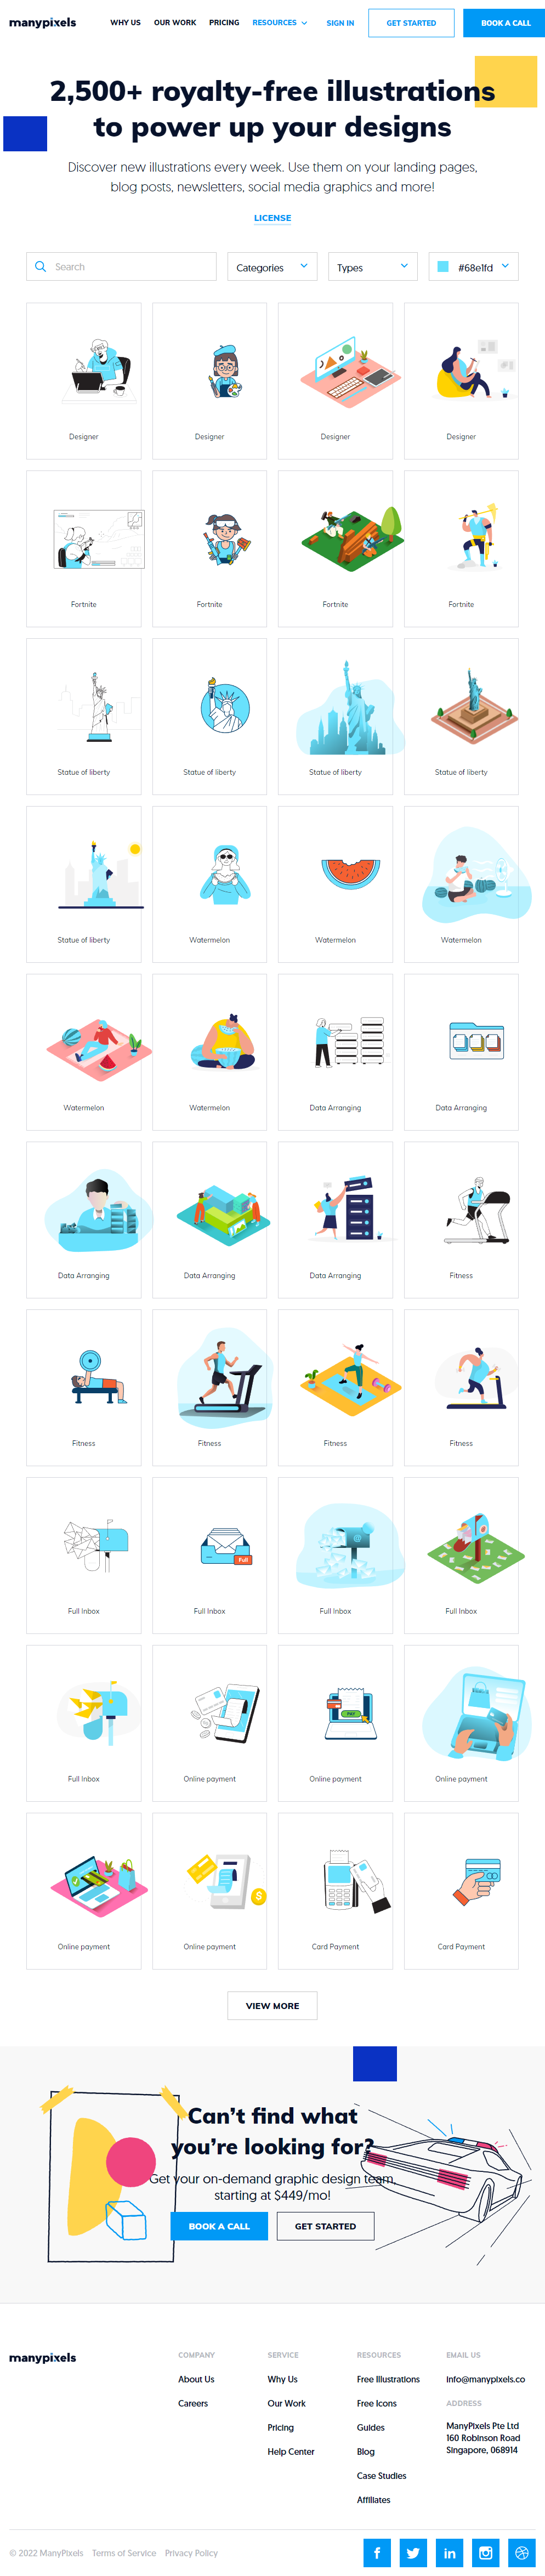 manypixels
WHY US
OUR WORK
PRICING
RESOURCES
SIGN IN
GET STARTED
BOOK A CALL
2,500+ royalty-free illustrations
to power up your designs
Discover new illustrations every week. Use them on your landing pages,
blog posts, newsletters, social media graphics and more!
LICENSE
Search
Categories
Types
#68e1fd
Designer
Designer
Designer
Designer
Fortnite
Fortnite
Fortnite
Fortnite
Statue of liberty
Statue of liberty
Statue of liberty
Statue of liberty
Statue of liberty
Watermelon
Watermelon
Watermelon
Watermelon
Watermelon
Data Arranging
Data Arranging
Data Arranging
Data Arranging
Data Arranging
Fitness
Fitness
Fitness
Fitness
Fitness
Full Inbox
Full
Full Inbox
Full Inbox
Full Inbox
Full Inbox
Online payment
PAY
Online payment
Online payment
Online payment
Online payment
Card Payment
Card Payment
VIEW MORE
Can't find what
you're looking for?
Get your on-demand graphic design team,
starting at $449/mo!
BOOK A CALL
GET STARTED
manypixels
COMPANY
About Us
Careers
SERVICE
Why Us
Our Work
Pricing
Help Center
RESOURCES
Free Illustrations
Free Icons
Guides
Blog
Case Studies
Affiliates
EMAIL US
info@manypixels.co
ADDRESS
ManyPixels Pte Ltd
160 Robinson Road
Singapore, 068914
© 2022 ManyPixels
Terms of Service
Privacy Policy